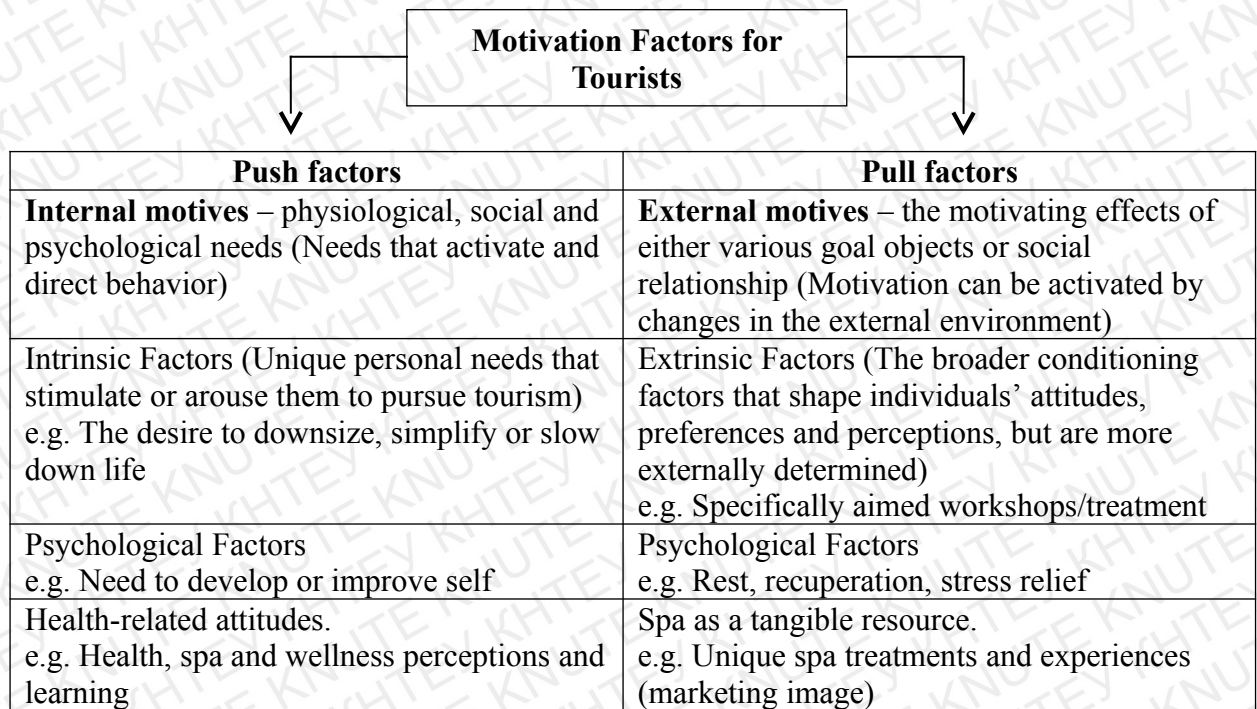 Motivation Factors for
Tourists
Push factors
Pull factors
Internal motives – physiological, social and
psychological needs (Needs that activate and
direct behavior)
External motives – the motivating effects of
either various goal objects or social
relationship (Motivation can be activated by
changes in the external environment)
Intrinsic Factors (Unique personal needs that
stimulate or arouse them to pursue tourism)
e.g. The desire to downsize, simplify or slow
down life
Extrinsic Factors (The broader conditioning
factors that shape individuals’ attitudes,
preferences and perceptions, but are more
externally determined)
e.g. Specifically aimed workshops/treatment
Psychological Factors
e.g. Need to develop or improve self
Psychological Factors
e.g. Rest, recuperation, stress relief
Health-related attitudes.
e.g. Health, spa and wellness perceptions and
learning
Spa as a tangible resource.
e.g. Unique spa treatments and experiences
(marketing image)